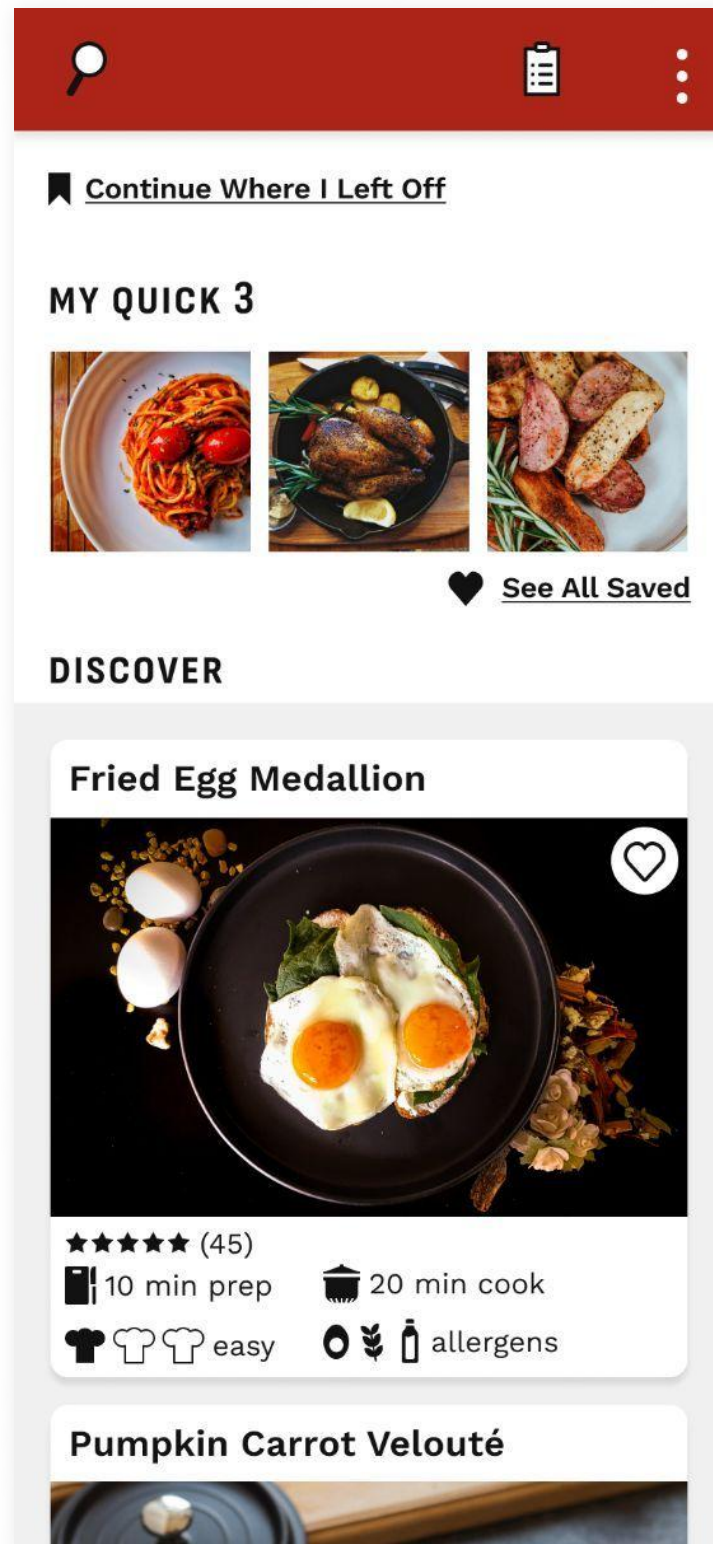 Continue Where I Left Off
MY QUICK 3
See All Saved
DISCOVER
Fried Egg Medallion
(45)
10 min prep
20 min cook
easy
allergens
Pumpkin Carrot Velouté